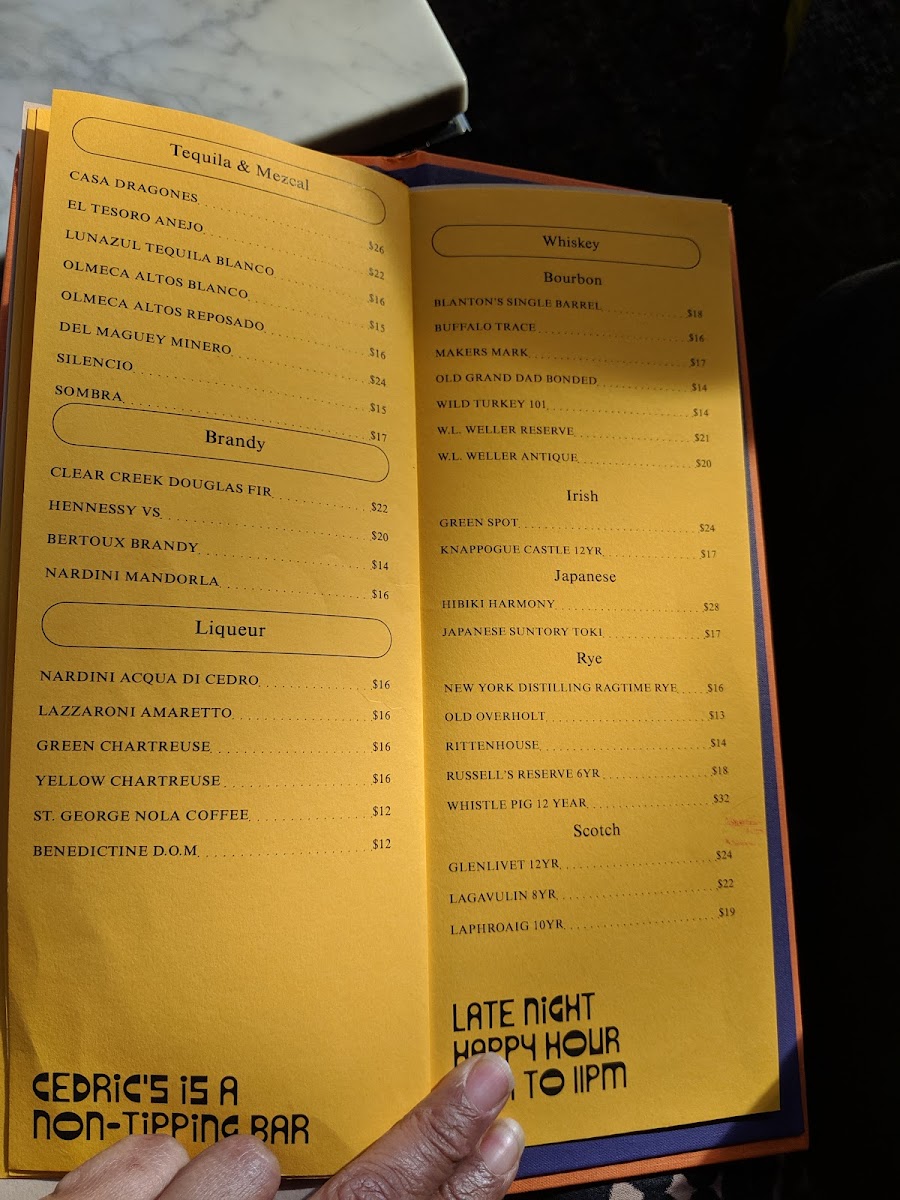 Tequila & Mezcal
CASA DRAGONES $26
EL TESORO ANEJO $22
LUNAZUL TEQUILA BLANCO $16
OLMECA ALTOS BLANCO $15
OLMECA ALTOS REPOSADO $16
DEL MAGUEY MINERO $24
SILENCIO $15
SOMBRA $17
Brandy
CLEAR CREEK DOUGLAS FIR $22
HENNESSY VS $20
BERTOUX BRANDY $14
NARDINI MANDORLA $16
Liqueur
NARDINI ACQUA DI CEDRO $16
LAZZARONI AMARETTO $16
GREEN CHARTREUSE $16
YELLOW CHARTREUSE $16
ST. GEORGE NOLA COFFEE $12
BENEDICTINE D.O.M $12
CEDRIC'S IS A
NON-TIPPING BAR
Whiskey
Bourbon
BLANTON'S SINGLE BARREL $18
BUFFALO TRACE $16
MAKERS MARK $17
OLD GRAND DAD BONDED $14
WILD TURKEY 101 $14
W.L. WELLER RESERVE $21
W.L. WELLER ANTIQUE $20
Irish
GREEN SPOT $24
KNAPPOGUE CASTLE 12YR $17
Japanese
HIBIKI HARMONY $28
JAPANESE SUNTORY TOKI $17
Rye
NEW YORK DISTILLING RAGTIME RYE $16
OLD OVERHOLT $13
RITTENHOUSE $14
RUSSELL'S RESERVE 6YR $18
WHISTLE PIG 12 YEAR $32
Scotch
GLENLIVET 12YR $24
LAGAVULIN 8YR $22
LAPHROAIG 10YR $19
LATE NIGHT
HAPPY HOUR
TO 11PM